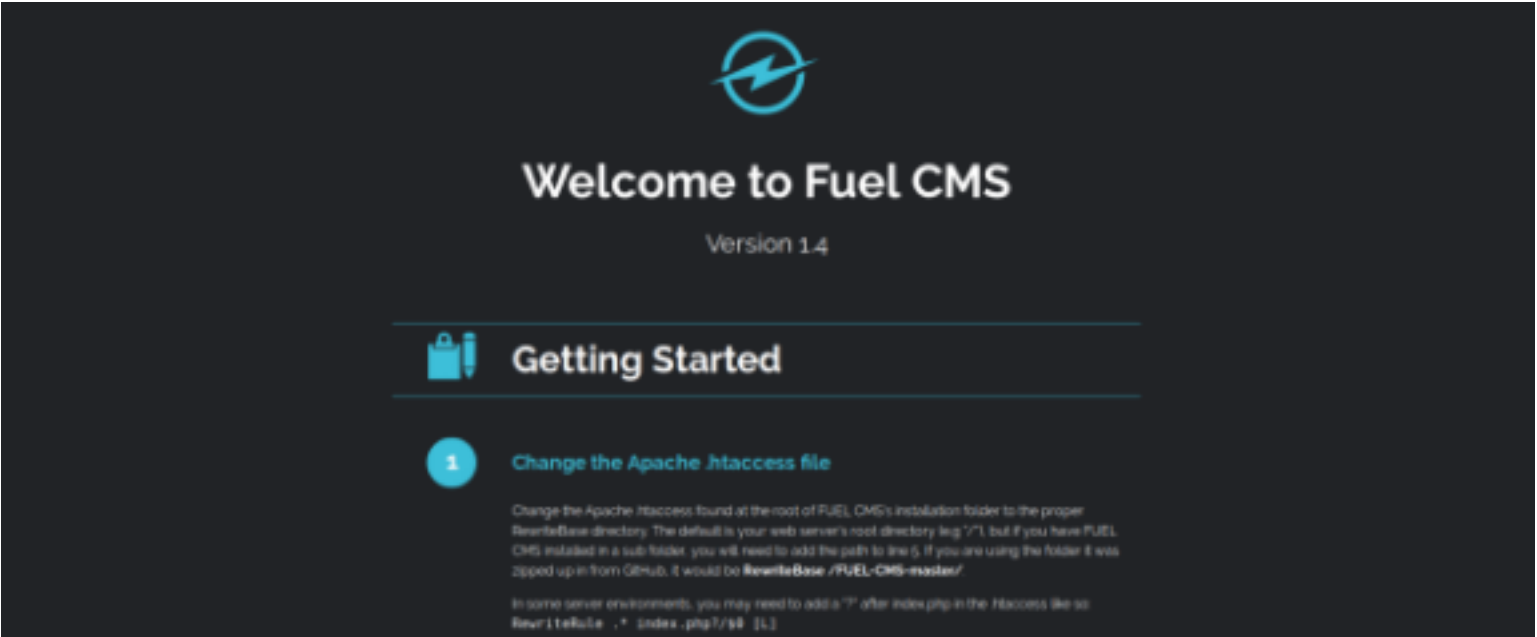 Welcome to Fuel CMS
Version 1.4
Getting Started
1
Change the Apache .htaccess file
Change the Apache .htaccess found at the root of FUEL CMS's installation folder to the proper
RewriteBase directory. The default is your web server's root directory (eg "/"), but if you have FUEL
CMS installed in a sub folder, you will need to add the path to line 5. If you are using the folder it was
zipped up in from GitHub, it would be RewriteBase /FUEL-CMS-master/
In some server environments, you may need to add a "?" after index.php in the .htaccess like so:
RewriteRule .* index.php?/$0 [L]